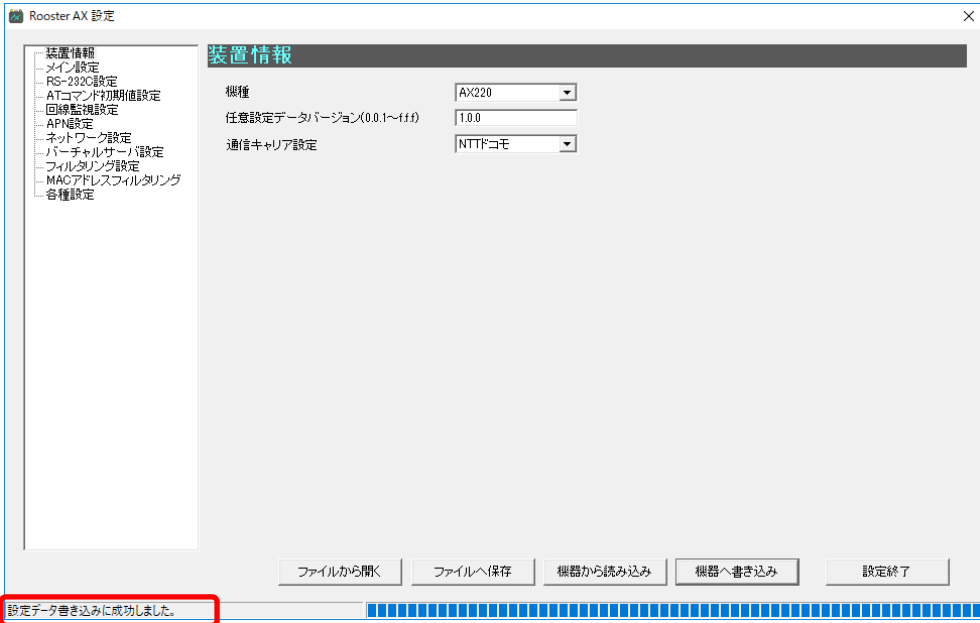 Rooster AX 設定
装置情報
メイン設定
RS-232C設定
ATコマンド初期値設定
回線監視設定
APN設定
ネットワーク設定
バーチャルサーバ設定
フィルタリング設定
MACアドレスフィルタリング
各種設定
装置情報
機種
AX220
任意設定データバージョン(0.0.1～f.f.f)
1.0.0
通信キャリア設定
NTTドコモ
ファイルから開く
ファイルへ保存
機器から読み込み
機器へ書き込み
設定終了
設定データ書き込みに成功しました。